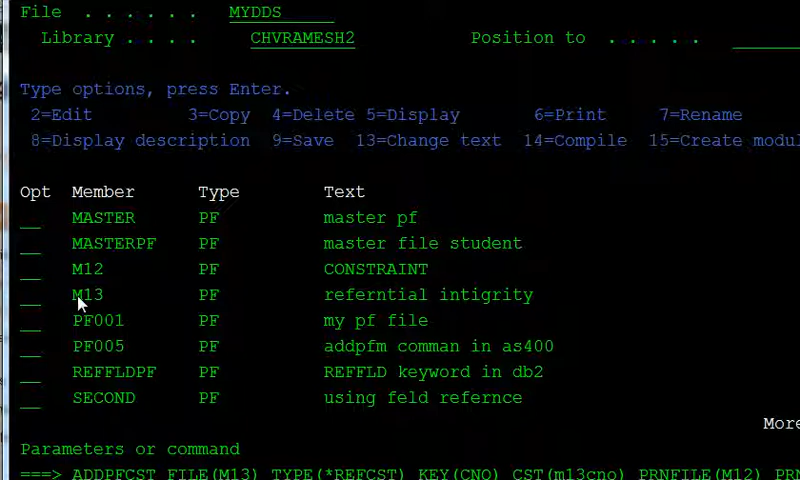 File . . . . . . MYDDS
Library . . . . CHVRAMESH2 Position to . . . . .
Type options, press Enter.
2=Edit 3=Copy 4=Delete 5=Display 6=Print 7=Rename
8=Display description 9=Save 13=Change text 14=Compile 15=Create modu
Opt Member Type Text
MASTER PF master pf
MASTERPF PF master file student
M12 PF CONSTRAINT
M13 PF referntial intigrity
PF001 PF my pf file
PF005 PF addpfm comman in as400
REFFLDPF PF REFFLD keyword in db2
SECOND PF using feld refernce
More
Parameters or command
===> ADDPFCST FILE(M13) TYPE(*REFCST) KEY(CNO) CST(m13cno) PRNFILE(M12) PRN